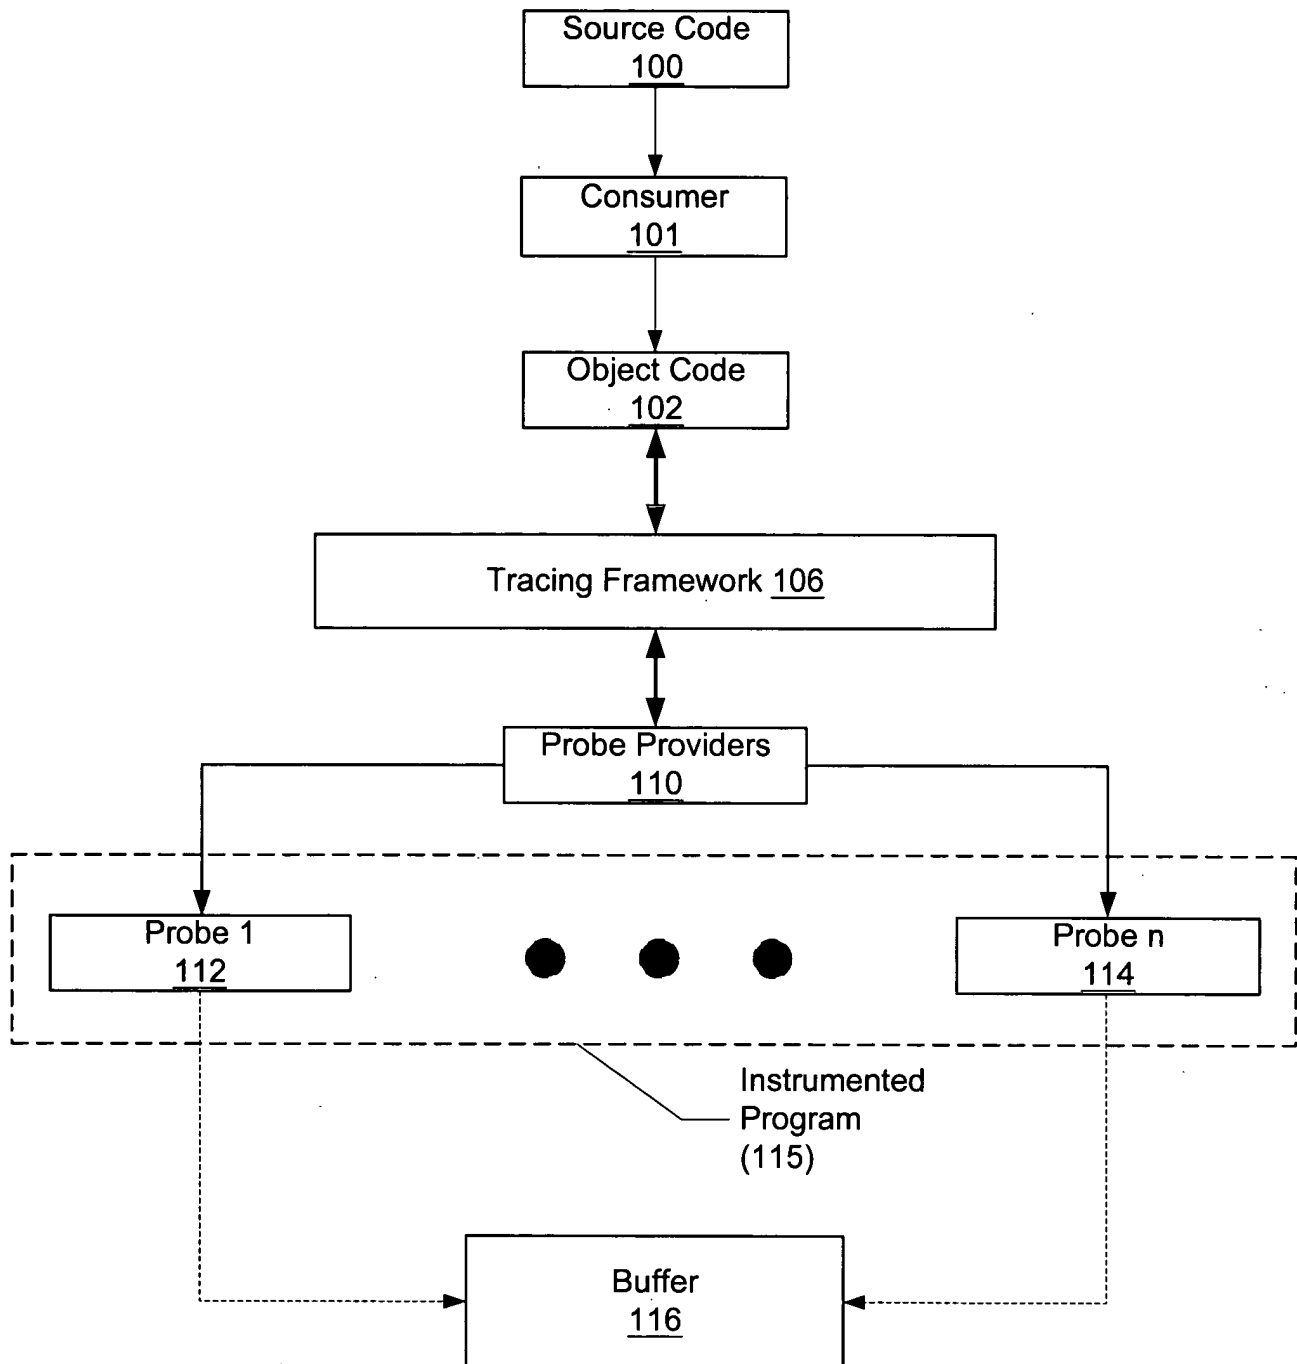 Source Code
100
Consumer
101
Object Code
102
Tracing Framework 106
Probe Providers
110
Probe 1
112
Probe n
114
Instrumented
Program
(115)
Buffer
116